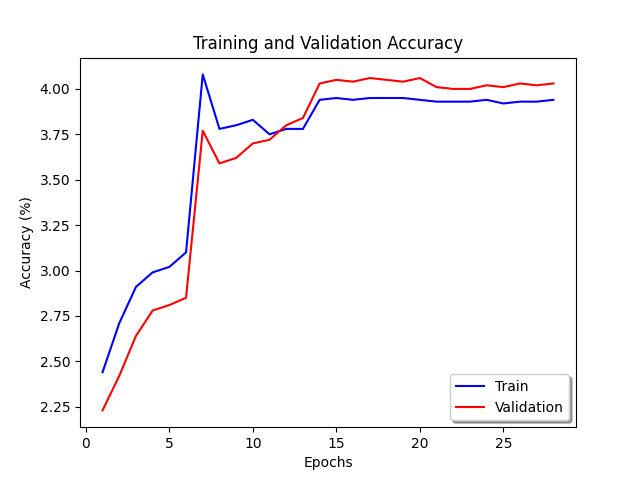 Training and Validation Accuracy
Accuracy (%)
4.00
3.75
3.50
3.25
3.00
2.75
2.50
2.25
0 5 10 15 20 25
Epochs
Train
Validation